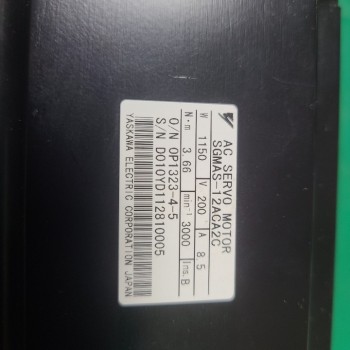 AC SERVO MOTOR
SGMAS-12ACA2C
W 1150 V 200 A 8.5
N·m 3.66 min⁻¹ 3000 Ins. B
O/N OP1323-4-5
S/N D010YD112810005
YASKAWA ELECTRIC CORPORATION JAPAN